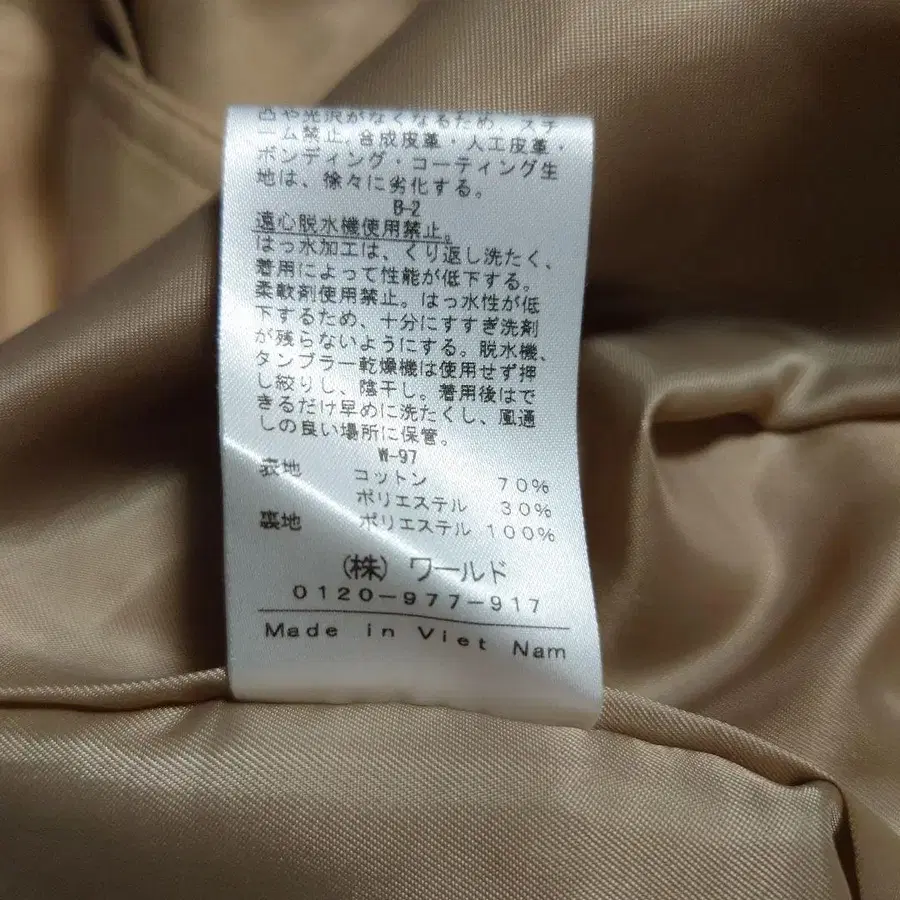 凸や光沢がなくなるため、スチ
ーム禁止。合成皮革・人工皮革・
ボンディング・コーティング生
地は、徐々に劣化する。
B-2
遠心脱水機使用禁止。
はっ水加工は、くり返し洗たく、
着用によって性能が低下する。
柔軟剤使用禁止。はっ水性が低
下するため、十分にすすぎ洗剤
が残らないようにする。脱水機、
タンブラー乾燥機は使用せず押
し絞りし、陰干し。着用後はで
きるだけ早めに洗たくし、風通
しの良い場所に保管。
W-97
表地 コットン 70%
ポリエステル 30%
裏地 ポリエステル 100%
(株) ワールド
0120-977-917
Made in Viet Nam